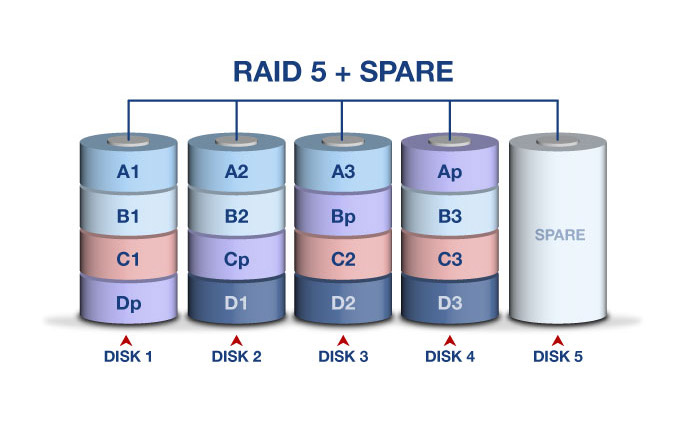 RAID 5 + SPARE
A1 A2 A3 Ap
B1 B2 Bp B3 SPARE
C1 Cp C2 C3
Dp D1 D2 D3
DISK 1 DISK 2 DISK 3 DISK 4 DISK 5